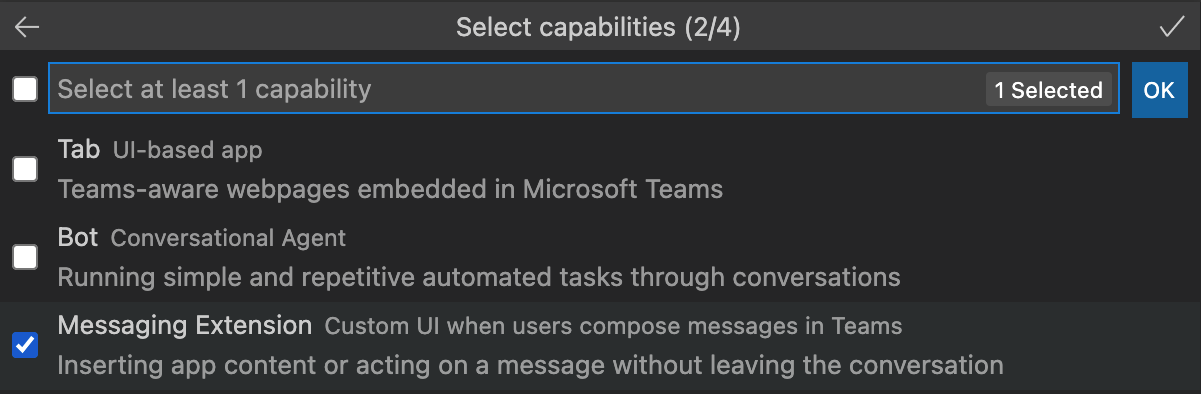 Select capabilities (2/4)
Select at least 1 capability 1 Selected OK
Tab UI-based app
Teams-aware webpages embedded in Microsoft Teams
Bot Conversational Agent
Running simple and repetitive automated tasks through conversations
Messaging Extension Custom UI when users compose messages in Teams
Inserting app content or acting on a message without leaving the conversation